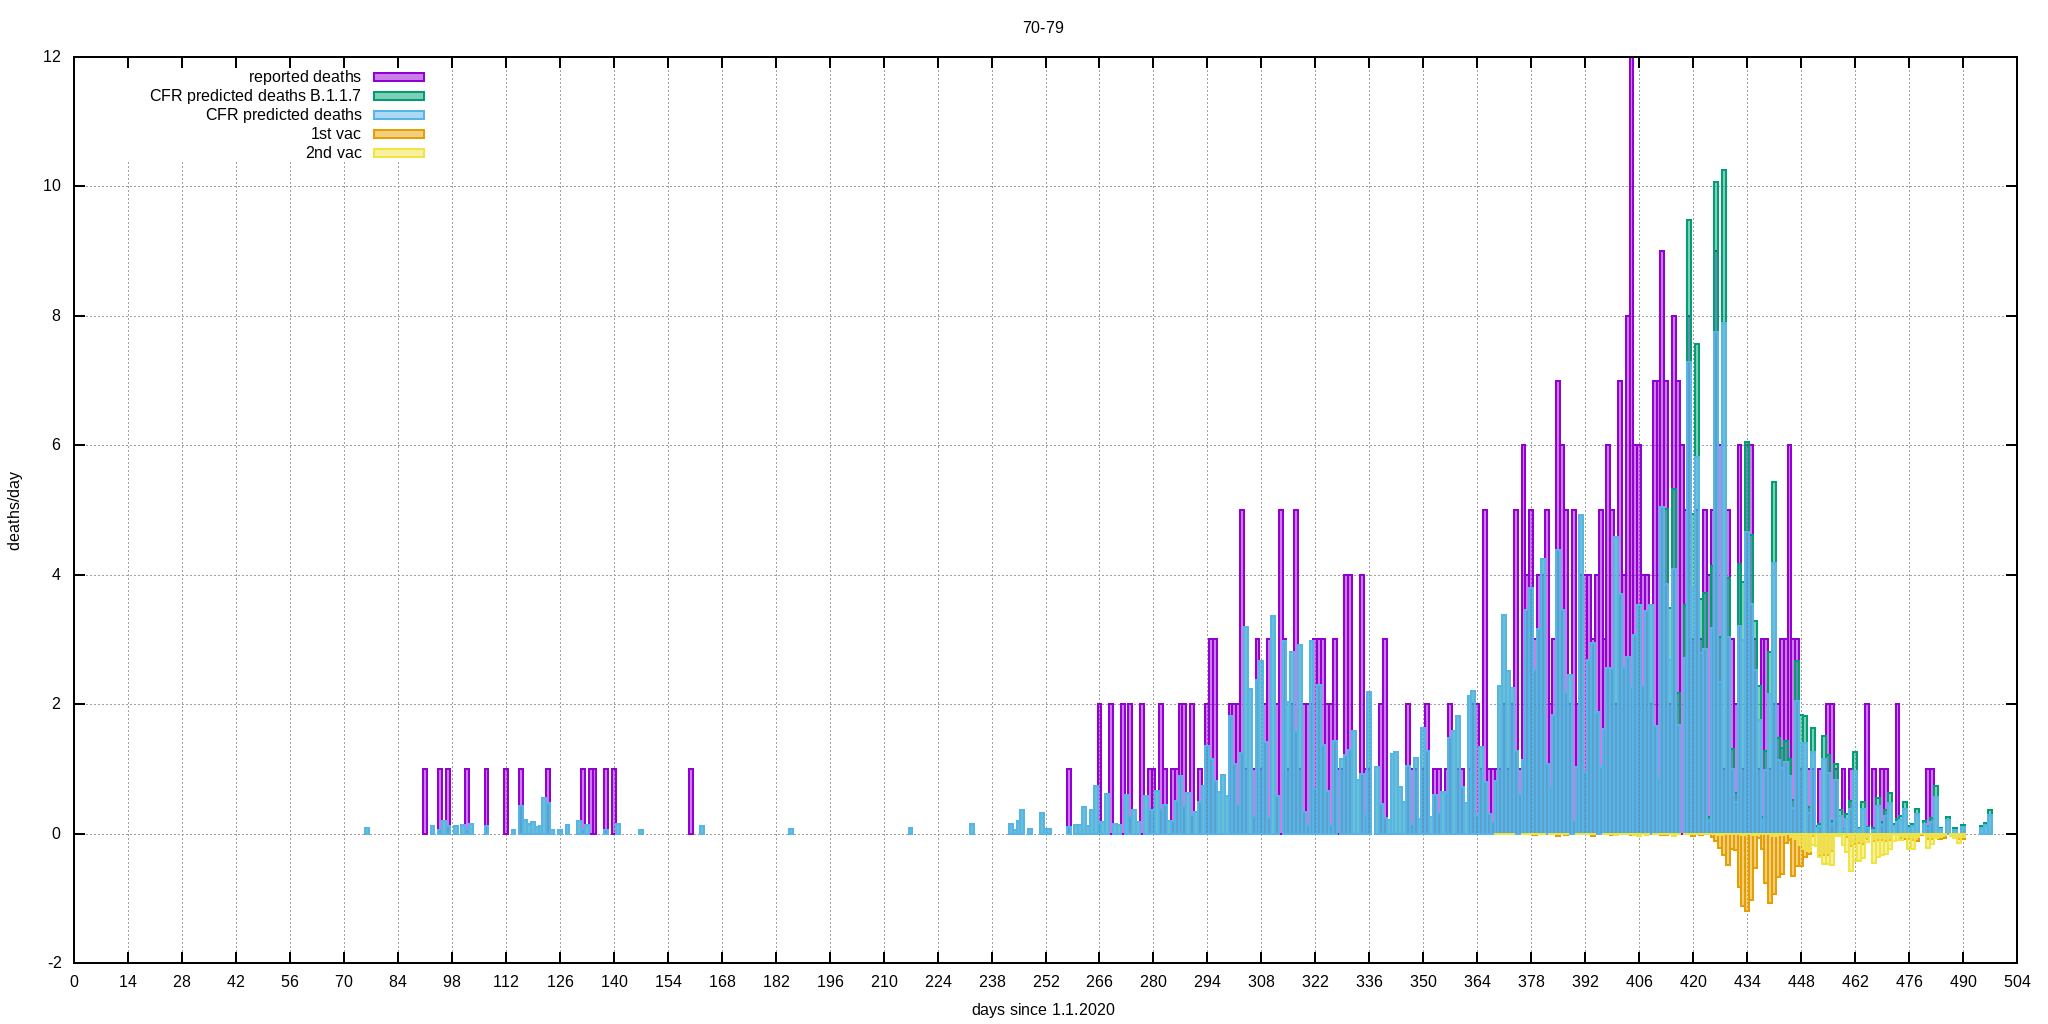 70-79
reported deaths
CFR predicted deaths B.1.1.7
CFR predicted deaths
1st vac
2nd vac
deaths/day
12
10
8
6
4
2
0
-2
0 14 28 42 56 70 84 98 112 126 140 154 168 182 196 210 224 238 252 266 280 294 308 322 336 350 364 378 392 406 420 434 448 462 476 490 504
days since 1.1.2020